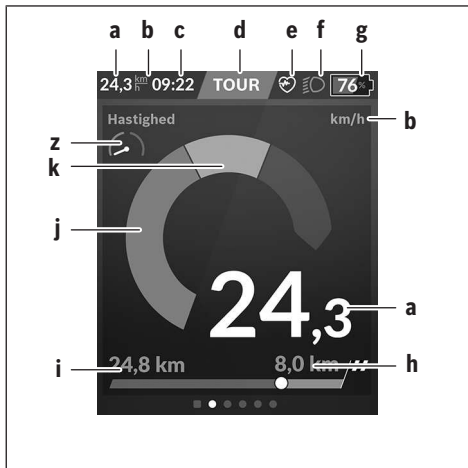 a b c d e f g
24,3 km/h 09:22 TOUR 76%
Hastighed km/h b
z
k
j
24,3 a
i 24,8 km 8,0 km h